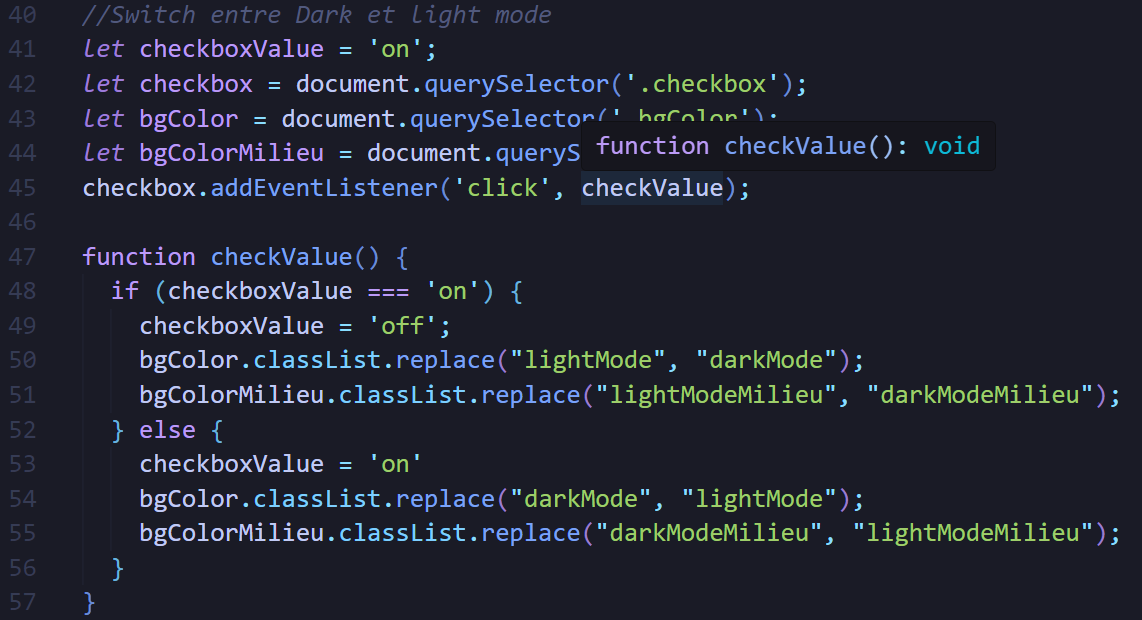 40 //Switch entre Dark et light mode
41 let checkboxValue = 'on';
42 let checkbox = document.querySelector('.checkbox');
43 let bgColor = document.querySelector('.bgColor');
44 let bgColorMilieu = document.queryS
function checkValue(): void
45 checkbox.addEventListener('click', checkValue);
46
47 function checkValue() {
48 if (checkboxValue === 'on') {
49 checkboxValue = 'off';
50 bgColor.classList.replace("lightMode", "darkMode");
51 bgColorMilieu.classList.replace("lightModeMilieu", "darkModeMilieu");
52 } else {
53 checkboxValue = 'on'
54 bgColor.classList.replace("darkMode", "lightMode");
55 bgColorMilieu.classList.replace("darkModeMilieu", "lightModeMilieu");
56 }
57 }